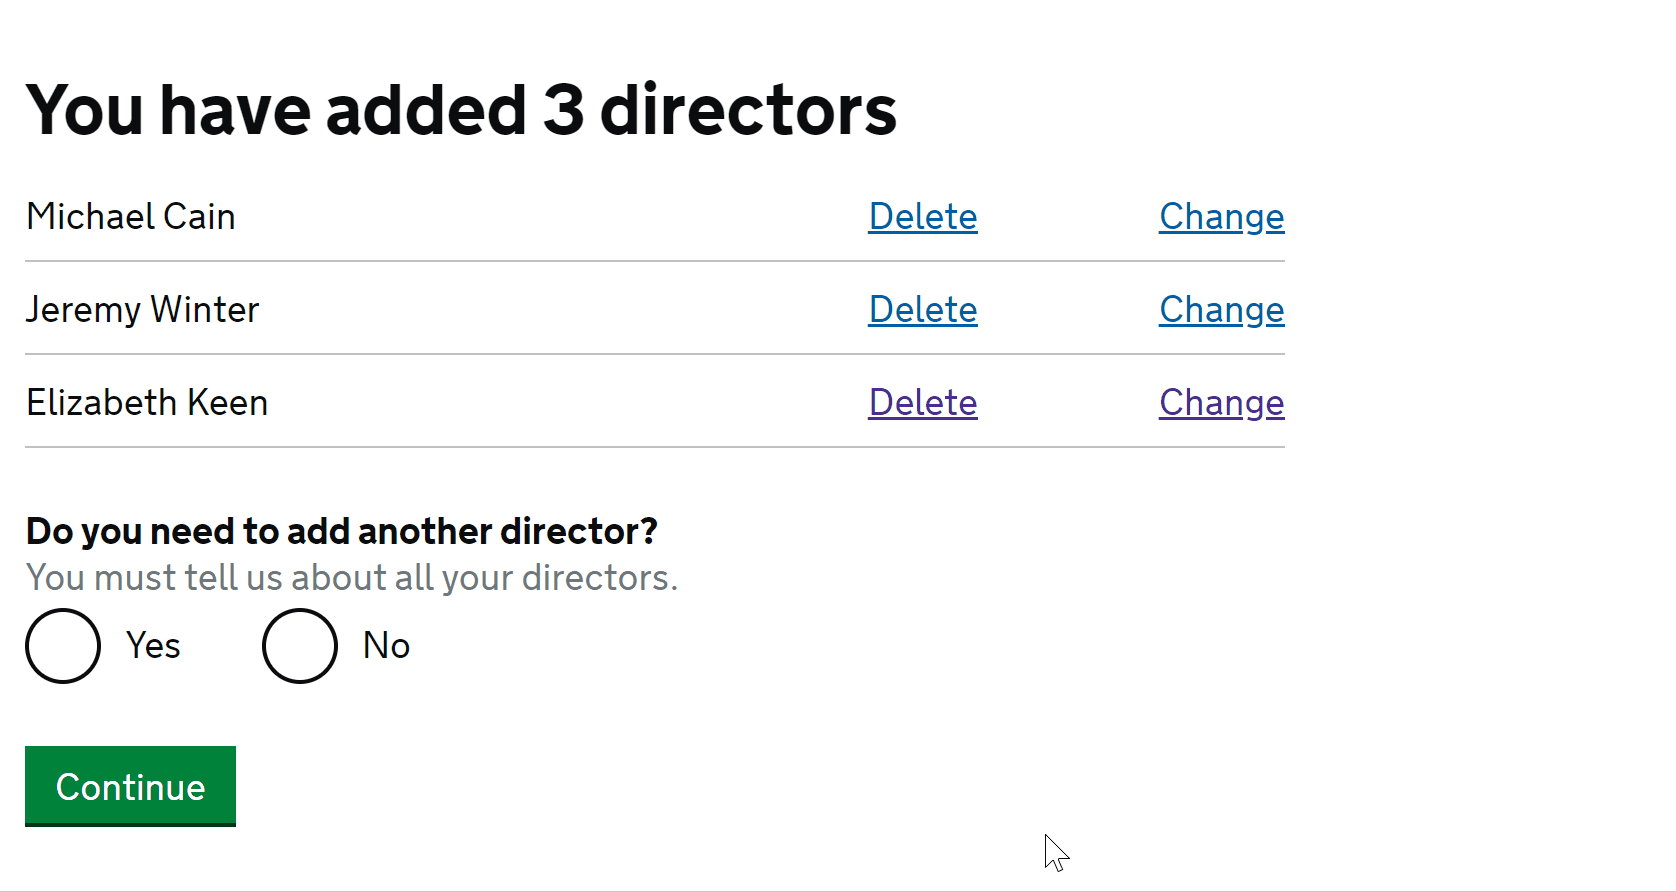 You have added 3 directors
Michael Cain Delete Change
Jeremy Winter Delete Change
Elizabeth Keen Delete Change
Do you need to add another director?
You must tell us about all your directors.
Yes No
Continue